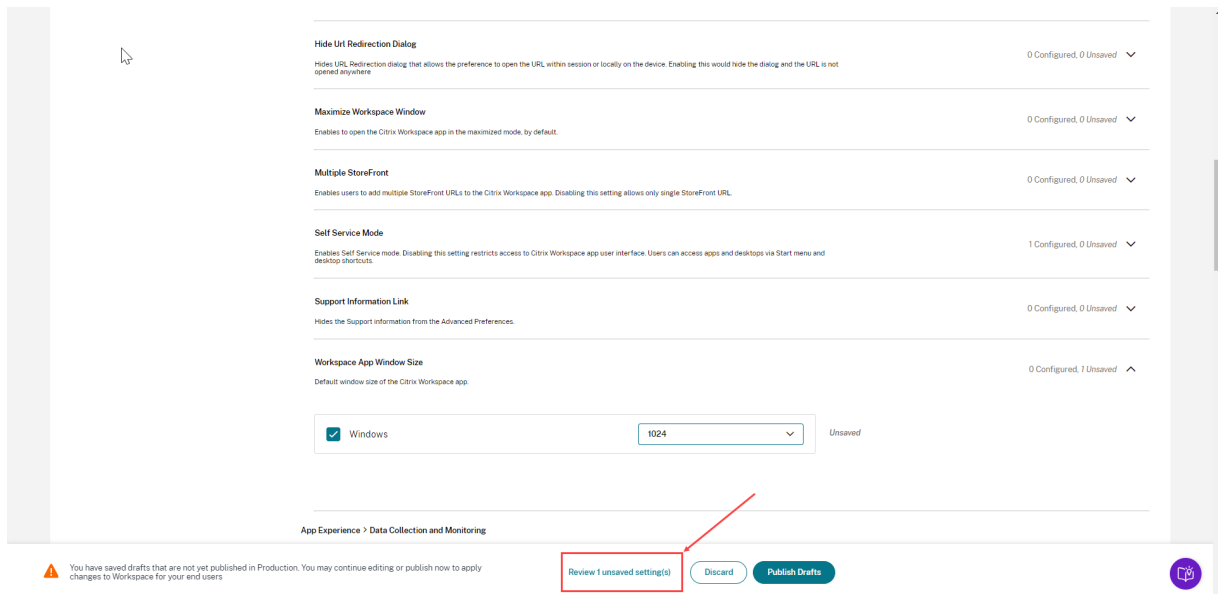 Hide Url Redirection Dialog
0 Configured, 0 Unsaved
Hides URL Redirection dialog that allows the preference to open the URL within session or locally on the device. Enabling this would hide the dialog and the URL is not
opened anywhere
Maximize Workspace Window
0 Configured, 0 Unsaved
Enables to open the Citrix Workspace app in the maximized mode, by default.
Multiple StoreFront
0 Configured, 0 Unsaved
Enables users to add multiple StoreFront URLs to the Citrix Workspace app. Disabling this setting allows only single StoreFront URL.
Self Service Mode
1 Configured, 0 Unsaved
Enables Self Service mode. Disabling this setting restricts access to Citrix Workspace app user interface. Users can access apps and desktops via Start menu and
desktop shortcuts.
Support Information Link
0 Configured, 0 Unsaved
Hides the Support information from the Advanced Preferences.
Workspace App Window Size
0 Configured, 1 Unsaved
Default window size of the Citrix Workspace app.
Windows
1024
Unsaved
App Experience > Data Collection and Monitoring
You have saved drafts that are not yet published in Production. You may continue editing or publish now to apply
changes to Workspace for your end users
Review 1 unsaved setting(s)
Discard
Publish Drafts